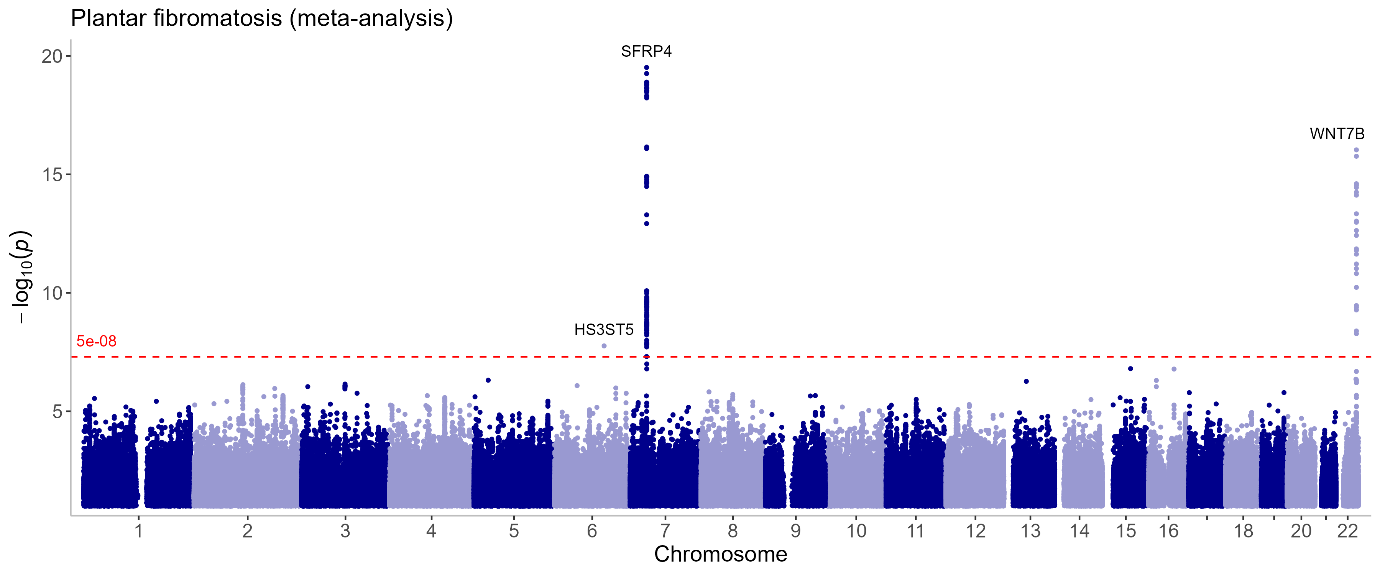 Plantar fibromatosis (meta-analysis)
SFRP4
20
WNT7B
15
− log₁₀(p)
10
HS3ST5
5e-08
5
1 2 3 4 5 6 7 8 9 10 11 12 13 14 15 16 18 20 22
Chromosome